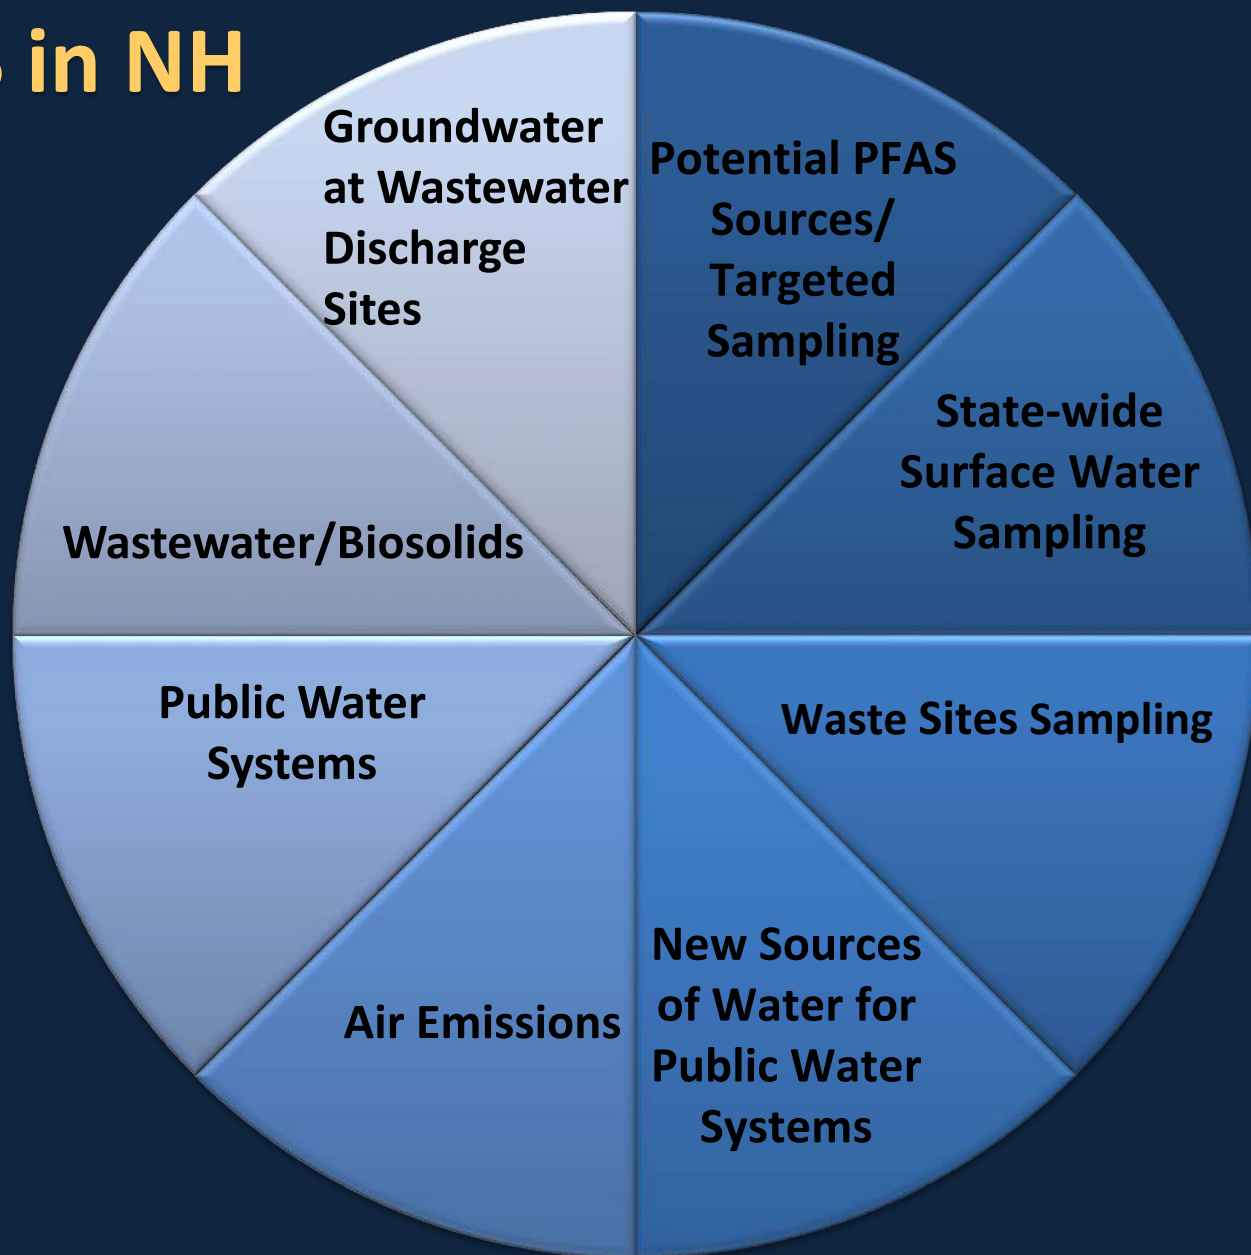 in NH
Groundwater
at Wastewater
Discharge
Sites
Potential PFAS
Sources/
Targeted
Sampling
State-wide
Surface Water
Sampling
Wastewater/Biosolids
Public Water
Systems
Waste Sites Sampling
Air Emissions
New Sources
of Water for
Public Water
Systems